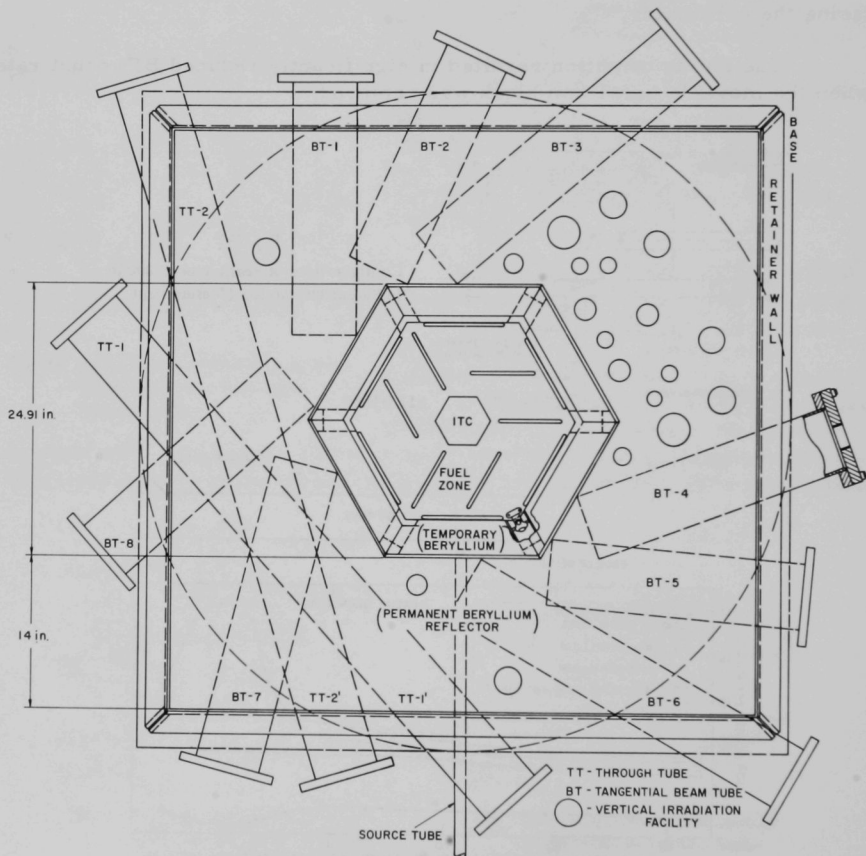 BASE
RETAINER WALL
BT-1
BT-2
BT-3
TT-2
TT-1
24.91 in.
ITC
FUEL
ZONE
BT-4
(TEMPORARY
BERYLLIUM)
BT-8
BT-5
(PERMANENT BERYLLIUM
REFLECTOR)
14 in.
BT-7
TT-2'
TT-1'
BT-6
TT - THROUGH TUBE
BT - TANGENTIAL BEAM TUBE
- VERTICAL IRRADIATION
FACILITY
SOURCE TUBE